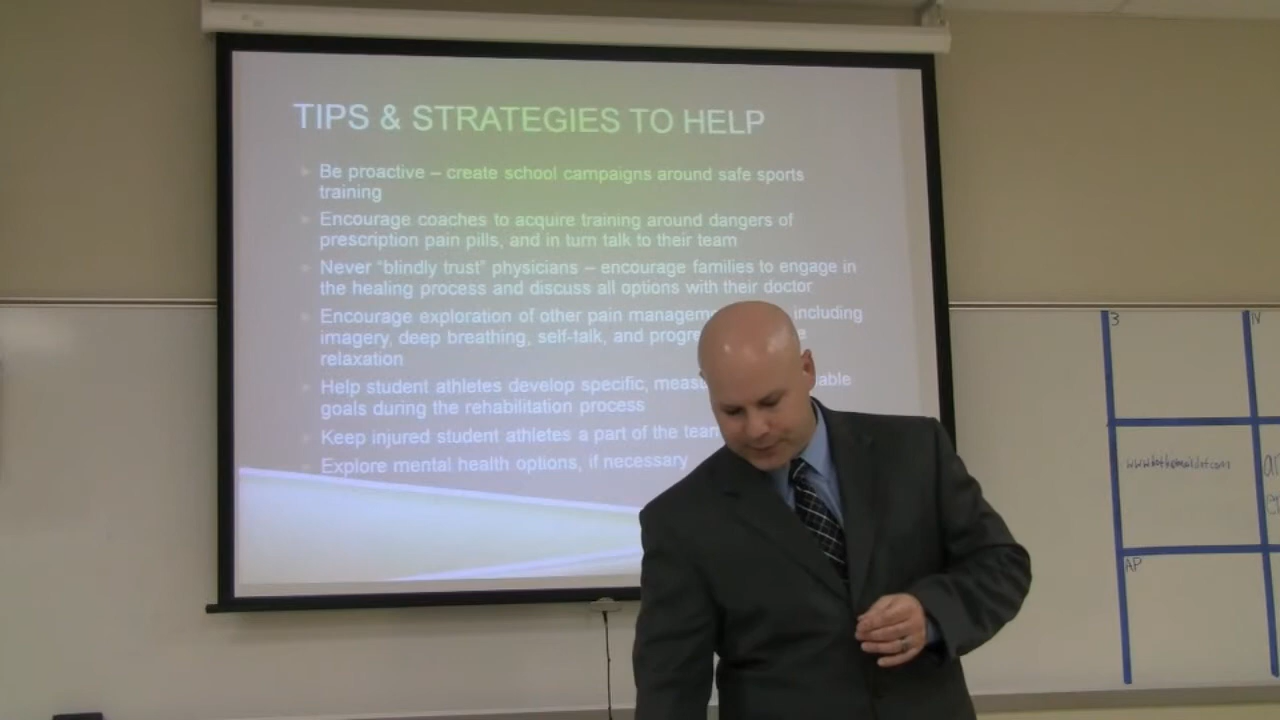 TIPS & STRATEGIES TO HELP
Be proactive – create school campaigns around safe sports
training
Encourage coaches to acquire training around dangers of
prescription pain pills, and in turn talk to their team
Never "blindly trust" physicians – encourage families to engage in
the healing process and discuss all options with their doctor
Encourage exploration of other pain including
imagery, deep breathing, self-talk, and
relaxation
Help student athletes develop specific,
goals during the rehabilitation process
Keep injured student athletes a part of the team
Explore mental health options, if necessary
3
IV
AP